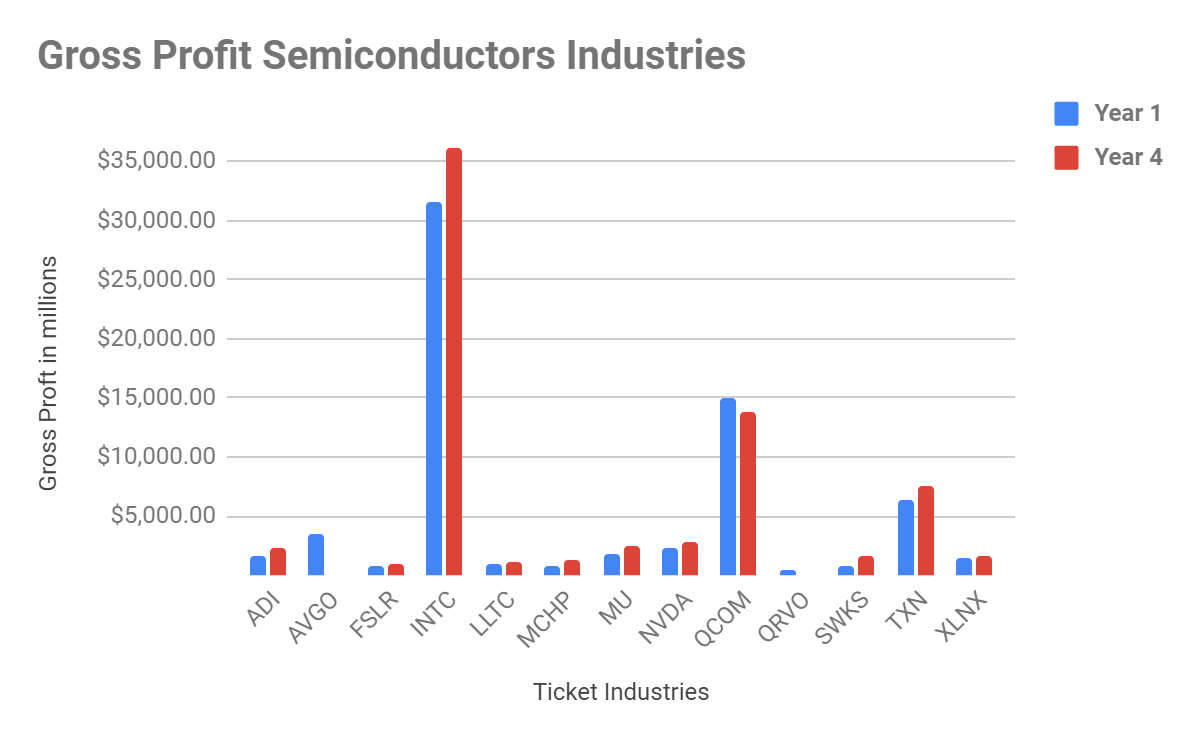 Gross Profit Semiconductors Industries
Year 1
Year 4
$35,000.00
$30,000.00
$25,000.00
$20,000.00
$15,000.00
$10,000.00
$5,000.00
Gross Proft in millions
ADI
AVGO
FSLR
INTC
LLTC
MCHP
MU
NVDA
QCOM
QRVO
SWKS
TXN
XLNX
Ticket Industries